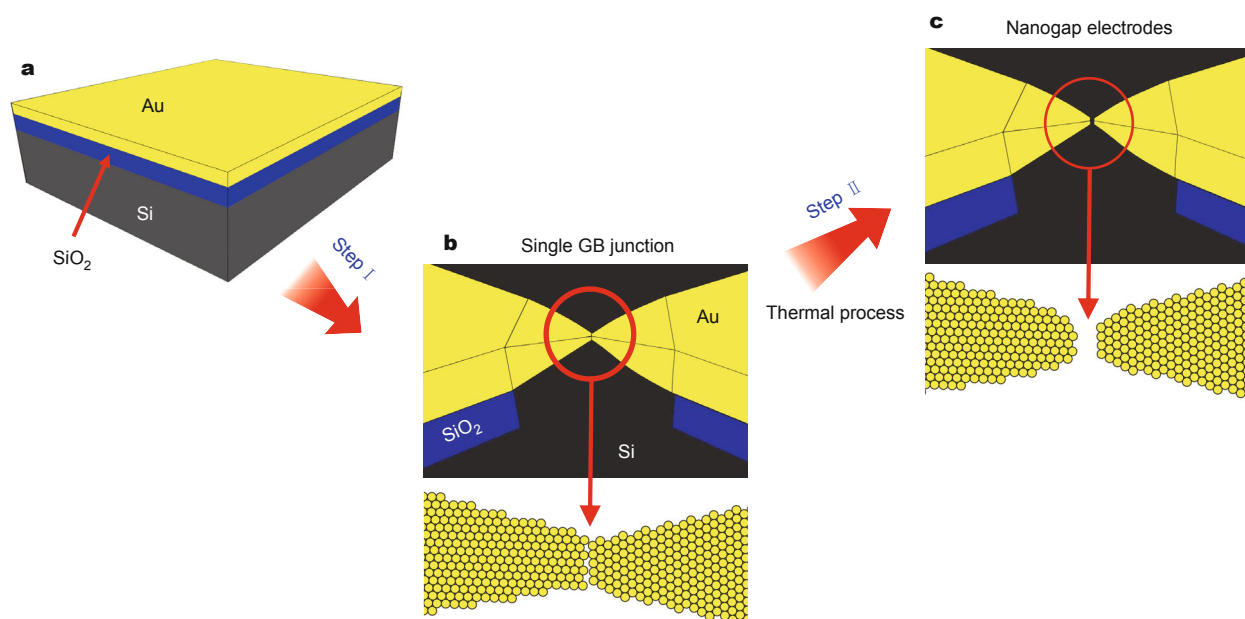 a
Au
Si
SiO₂
Step Ⅰ
b
Single GB junction
Au
SiO₂
Si
Step Ⅱ
Thermal process
c
Nanogap electrodes